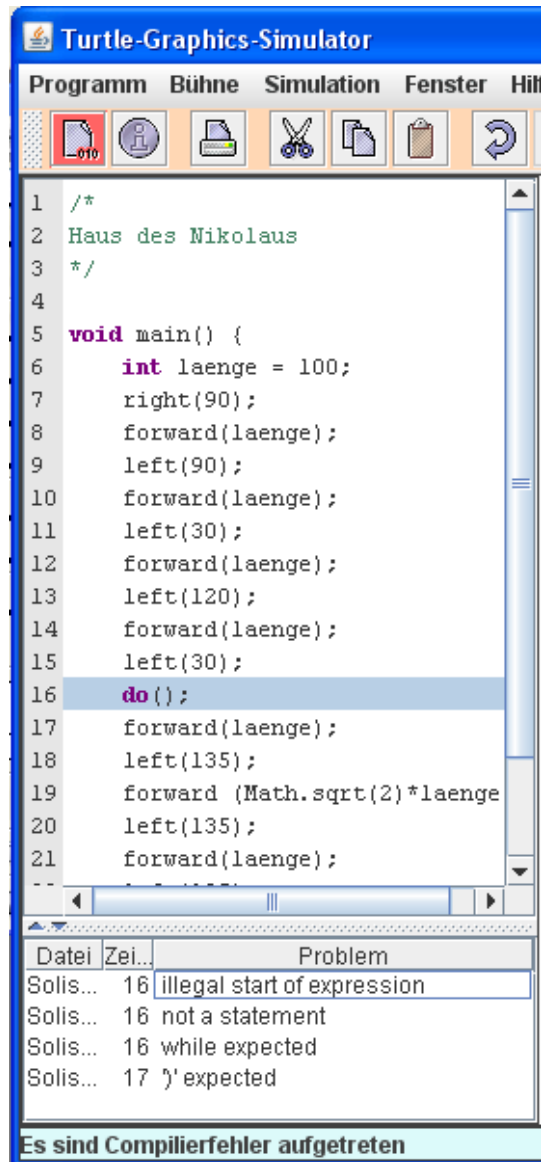 Turtle-Graphics-Simulator
Programm Bühne Simulation Fenster Hilf
010
1 /*
2 Haus des Nikolaus
3 */
4
5 void main() {
6 int laenge = 100;
7 right(90);
8 forward(laenge);
9 left(90);
10 forward(laenge);
11 left(30);
12 forward(laenge);
13 left(120);
14 forward(laenge);
15 left(30);
16 do();
17 forward(laenge);
18 left(135);
19 forward (Math.sqrt(2)*laenge
20 left(135);
21 forward(laenge);
Datei Zei... Problem
Solis... 16 illegal start of expression
Solis... 16 not a statement
Solis... 16 while expected
Solis... 17 ')' expected
Es sind Compilierfehler aufgetreten